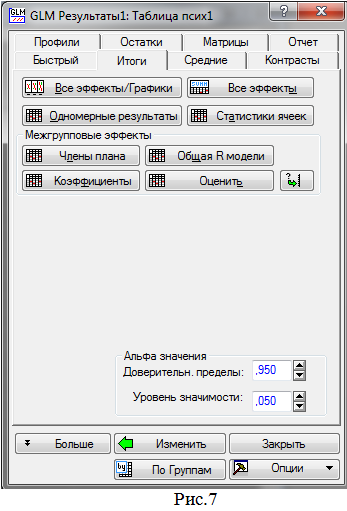 GLM Результаты1: Таблица псих1
Профили Остатки Матрицы Отчет
Быстрый Итоги Средние Контрасты
Все эффекты/Графики Все эффекты
Одномерные результаты Статистики ячеек
Межгрупповые эффекты
Члены плана Общая R модели
Коэффициенты Оценить
Альфа значения
Доверительн. пределы: ,950
Уровень значимости: ,050
Больше Изменить Закрыть
По Группам Опции
Рис.7